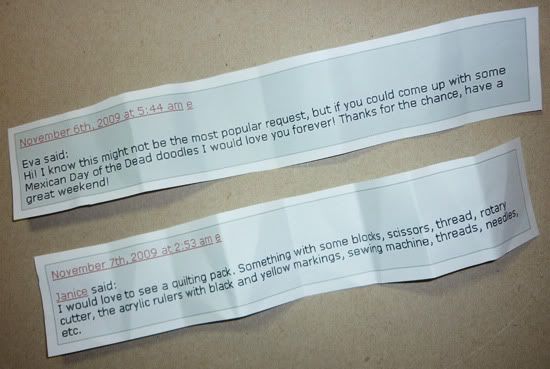 November 6th, 2009 at 5:44 am e
Eva said:
Hi! I know this might not be the most popular request, but if you could come up with some
Mexican Day of the Dead doodles I would love you forever! Thanks for the chance, have a
great weekend!
November 7th, 2009 at 2:53 am e
Janice said:
I would love to see a quilting pack. Something with some blocks, scissors, thread, rotary
cutter, the acrylic rulers with black and yellow markings, sewing machine, threads, needles,
etc.